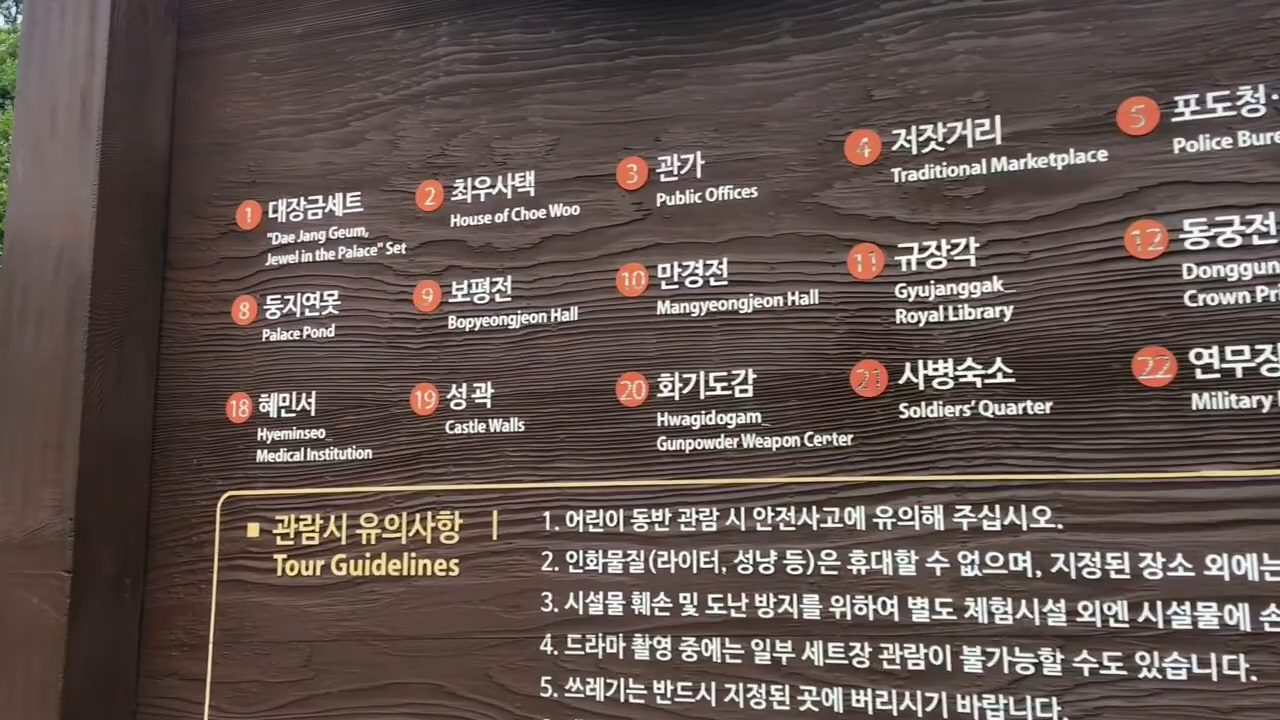 1 대장금세트
"Dae Jang Geum,
Jewel in the Palace" Set
2 최우사택
House of Choe Woo
3 관가
Public Offices
4 저잣거리
Traditional Marketplace
5 포도청·
Police
8 둥지연못
Palace Pond
9 보평전
Bopyeongjeon Hall
10 만경전
Mangyeongjeon Hall
11 규장각
Gyujanggak_
Royal Library
12 동궁전
Crown
18 혜민서
Hyeminseo_
Medical Institution
19 성곽
Castle Walls
20 화기도감
Hwagidogam_
Gunpowder Weapon Center
21 사병숙소
Soldiers' Quarter
22
Military
■ 관람시 유의사항 |
Tour Guidelines
1. 어린이 동반 관람 시 안전사고에 유의해 주십시오.
2. 인화물질(라이터, 성냥 등)은 휴대할 수 없으며, 지정된 장소 외에는
3. 시설물 훼손 및 도난 방지를 위하여 별도 체험시설 외엔 시설물에 손
4. 드라마 촬영 중에는 일부 세트장 관람이 불가능할 수도 있습니다.
5. 쓰레기는 반드시 지정된 곳에 버리시기 바랍니다.